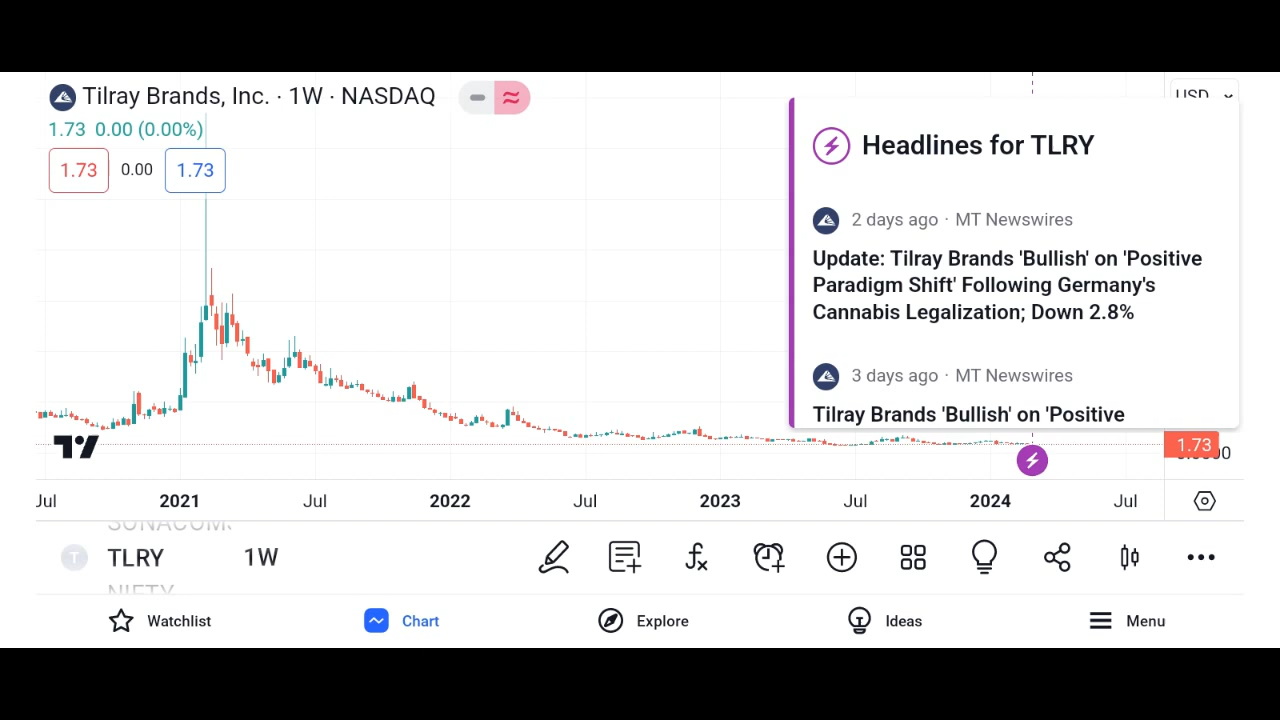 Tilray Brands, Inc. · 1W · NASDAQ
1.73 0.00 (0.00%)
1.73 0.00 1.73
USD
Headlines for TLRY
2 days ago · MT Newswires
Update: Tilray Brands 'Bullish' on 'Positive
Paradigm Shift' Following Germany's
Cannabis Legalization; Down 2.8%
3 days ago · MT Newswires
Tilray Brands 'Bullish' on 'Positive
1.73
Jul 2021 Jul 2022 Jul 2023 Jul 2024 Jul
T TLRY 1W
NIFTY
Watchlist Chart Explore Ideas Menu